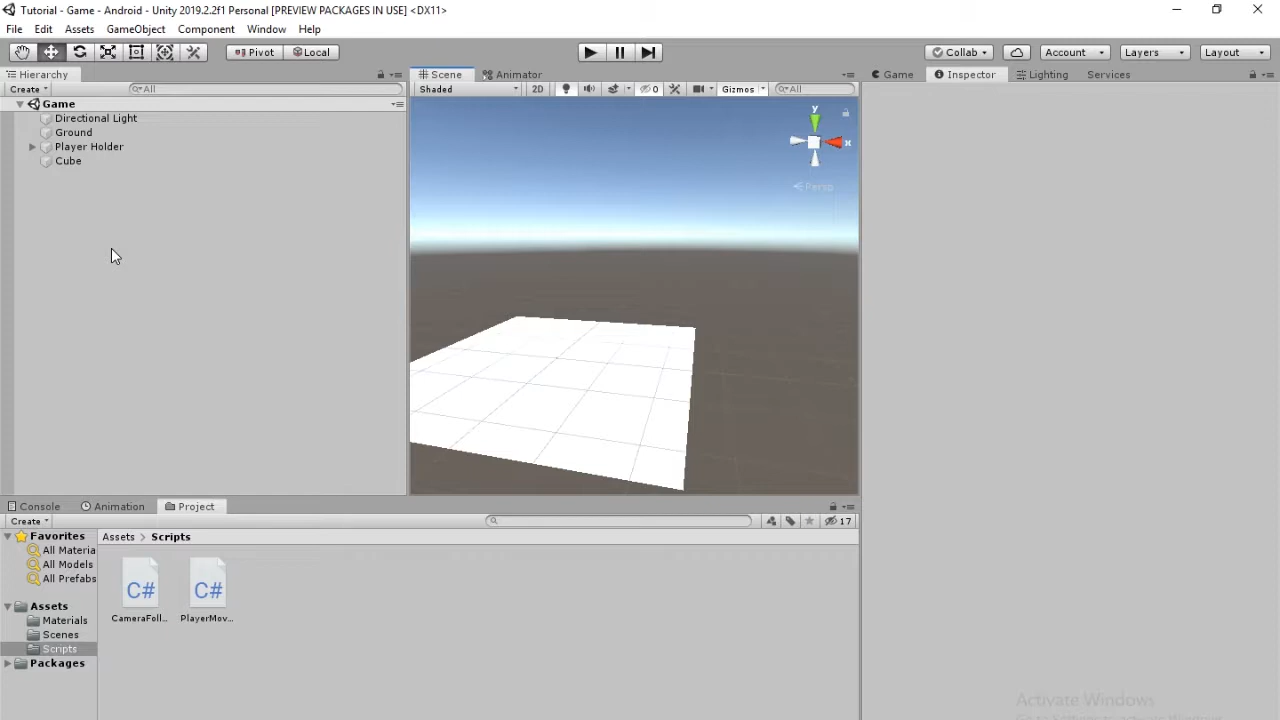 Tutorial - Game - Android - Unity 2019.2.2f1 Personal [PREVIEW PACKAGES IN USE] <DX11>
File Edit Assets GameObject Component Window Help
Pivot Local Collab Account Layers Layout
Hierarchy Scene Animator Game Inspector Lighting Services
Create All Shaded 2D 0 Gizmos All
Game
Directional Light
Ground
Player Holder
Cube
y
x
Persp
Console Animation Project
Create 17
Favorites
All Materia
All Models
All Prefabs
Assets
Materials
Scenes
Scripts
Packages
Assets > Scripts
C# C#
CameraFoll... PlayerMov...
Activate Windows